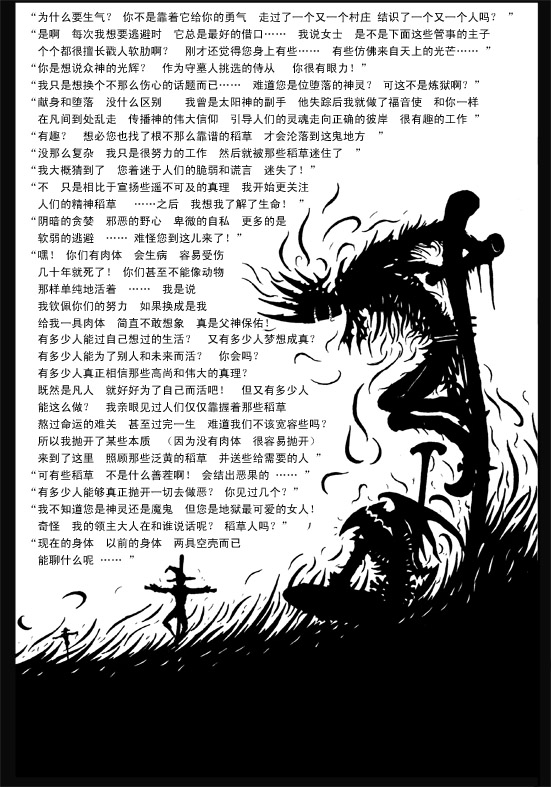 “为什么要生气？ 你不是靠着它给你的勇气 走过了一个又一个村庄 结识了一个又一个人吗？ ”
“是啊 每次我想要逃避时 它总是最好的借口…… 我说女士 是不是下面这些管事的主子
个个都很擅长戳人软肋啊？ 刚才还觉得您身上有些…… 有些仿佛来自天上的光芒…… ”
“你是想说众神的光辉？ 作为守墓人挑选的侍从 你很有眼力！”
“我只是想换个不那么伤心的话题而已…… 难道您是位堕落的神灵？ 可这不是炼狱啊？”
“献身和堕落 没什么区别 我曾是太阳神的副手 他失踪后我就做了福音使 和你一样
在凡间到处乱走 传播神的伟大信仰 引导人们的灵魂走向正确的彼岸 很有趣的工作 ”
“有趣？ 想必您也找了根不那么靠谱的稻草 才会沦落到这鬼地方 ”
“没那么复杂 我只是很努力的工作 然后就被那些稻草迷住了 ”
“我大概猜到了 您着迷于人们的脆弱和谎言 迷失了！”
“不 只是相比于宣扬些遥不可及的真理 我开始更关注
人们的精神稻草 ……之后 我想我了解了生命！ ”
“阴暗的贪婪 邪恶的野心 卑微的自私 更多的是
软弱的逃避 …… 难怪您到这儿来了！”
“嘿！ 你们有肉体 会生病 容易受伤
几十年就死了！ 你们甚至不能像动物
那样单纯地活着 …… 我是说
我钦佩你们的努力 如果换成是我
给我一具肉体 简直不敢想象 真是父神保佑！
有多少人能过自己想过的生活？ 又有多少人梦想成真？
有多少人能为了别人和未来而活？ 你会吗？
有多少人真正相信那些高尚和伟大的真理？
既然是凡人 就好好为了自己而活吧！ 但又有多少人
能这么做？ 我亲眼见过人们仅仅靠握着那些稻草
熬过命运的难关 甚至过完一生 难道我们不该宽容些吗？
所以我抛开了某些本质 （因为没有肉体 很容易抛开）
来到了这里 照顾那些泛黄的稻草 并送些给需要的人 ”
“可有些稻草 不是什么善茬啊！ 会结出恶果的 …… ”
“有多少人能够真正抛开一切去做恶？ 你见过几个？”
“我不知道您是神灵还是魔鬼 但您是地狱最可爱的女人！
奇怪 我的领主大人在和谁说话呢？ 稻草人吗？”
“现在的身体 以前的身体 两具空壳而已
能聊什么呢 …… ”